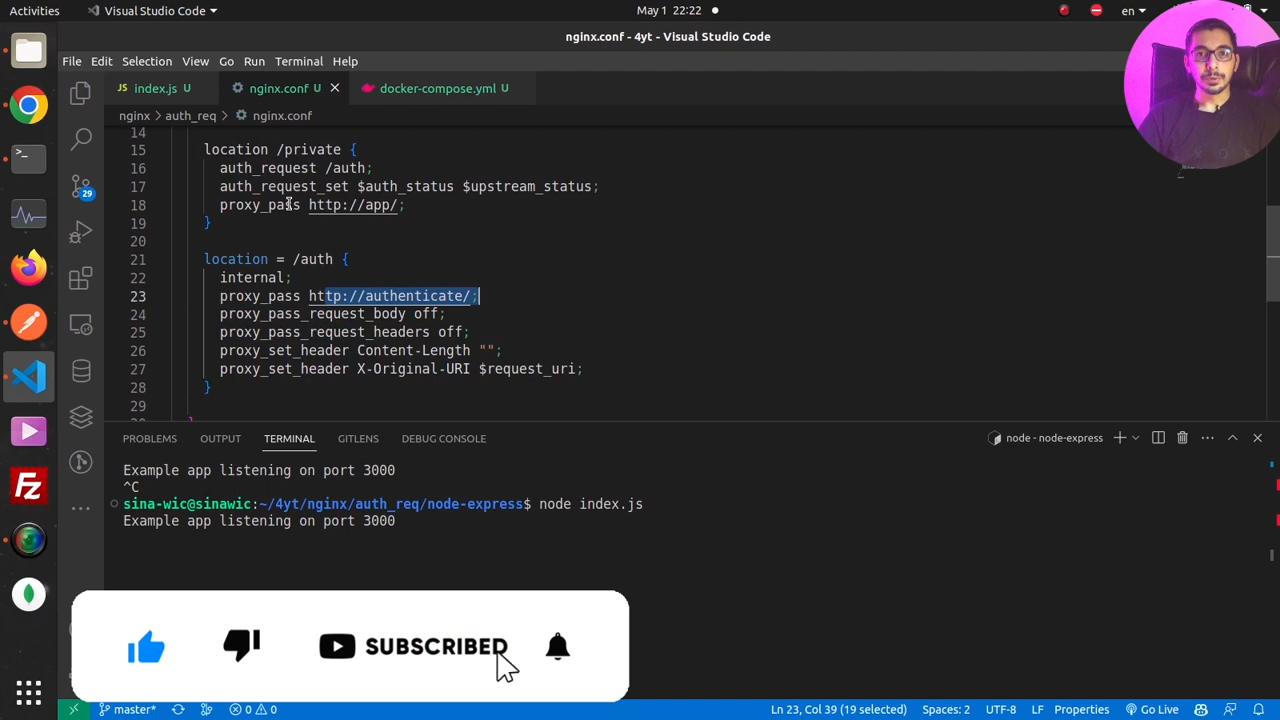 Activities
Visual Studio Code
May 1 22:22
en
nginx.conf - 4yt - Visual Studio Code
File Edit Selection View Go Run Terminal Help
JS index.js U
nginx.conf U
docker-compose.yml U
nginx > auth_req > nginx.conf
14
15 location /private {
16 auth_request /auth;
17 auth_request_set $auth_status $upstream_status;
18 proxy_pass http://app/;
19 }
20
21 location = /auth {
22 internal;
23 proxy_pass http://authenticate/;
24 proxy_pass_request_body off;
25 proxy_pass_request_headers off;
26 proxy_set_header Content-Length "";
27 proxy_set_header X-Original-URI $request_uri;
28 }
29
29
PROBLEMS OUTPUT TERMINAL GITLENS DEBUG CONSOLE
node - node-express
Example app listening on port 3000
^C
sina-wic@sinawic:~/4yt/nginx/auth_req/node-express$ node index.js
Example app listening on port 3000
SUBSCRIBED
master*
0 0
Ln 23, Col 39 (19 selected)
Spaces: 2
UTF-8
LF
Properties
Go Live